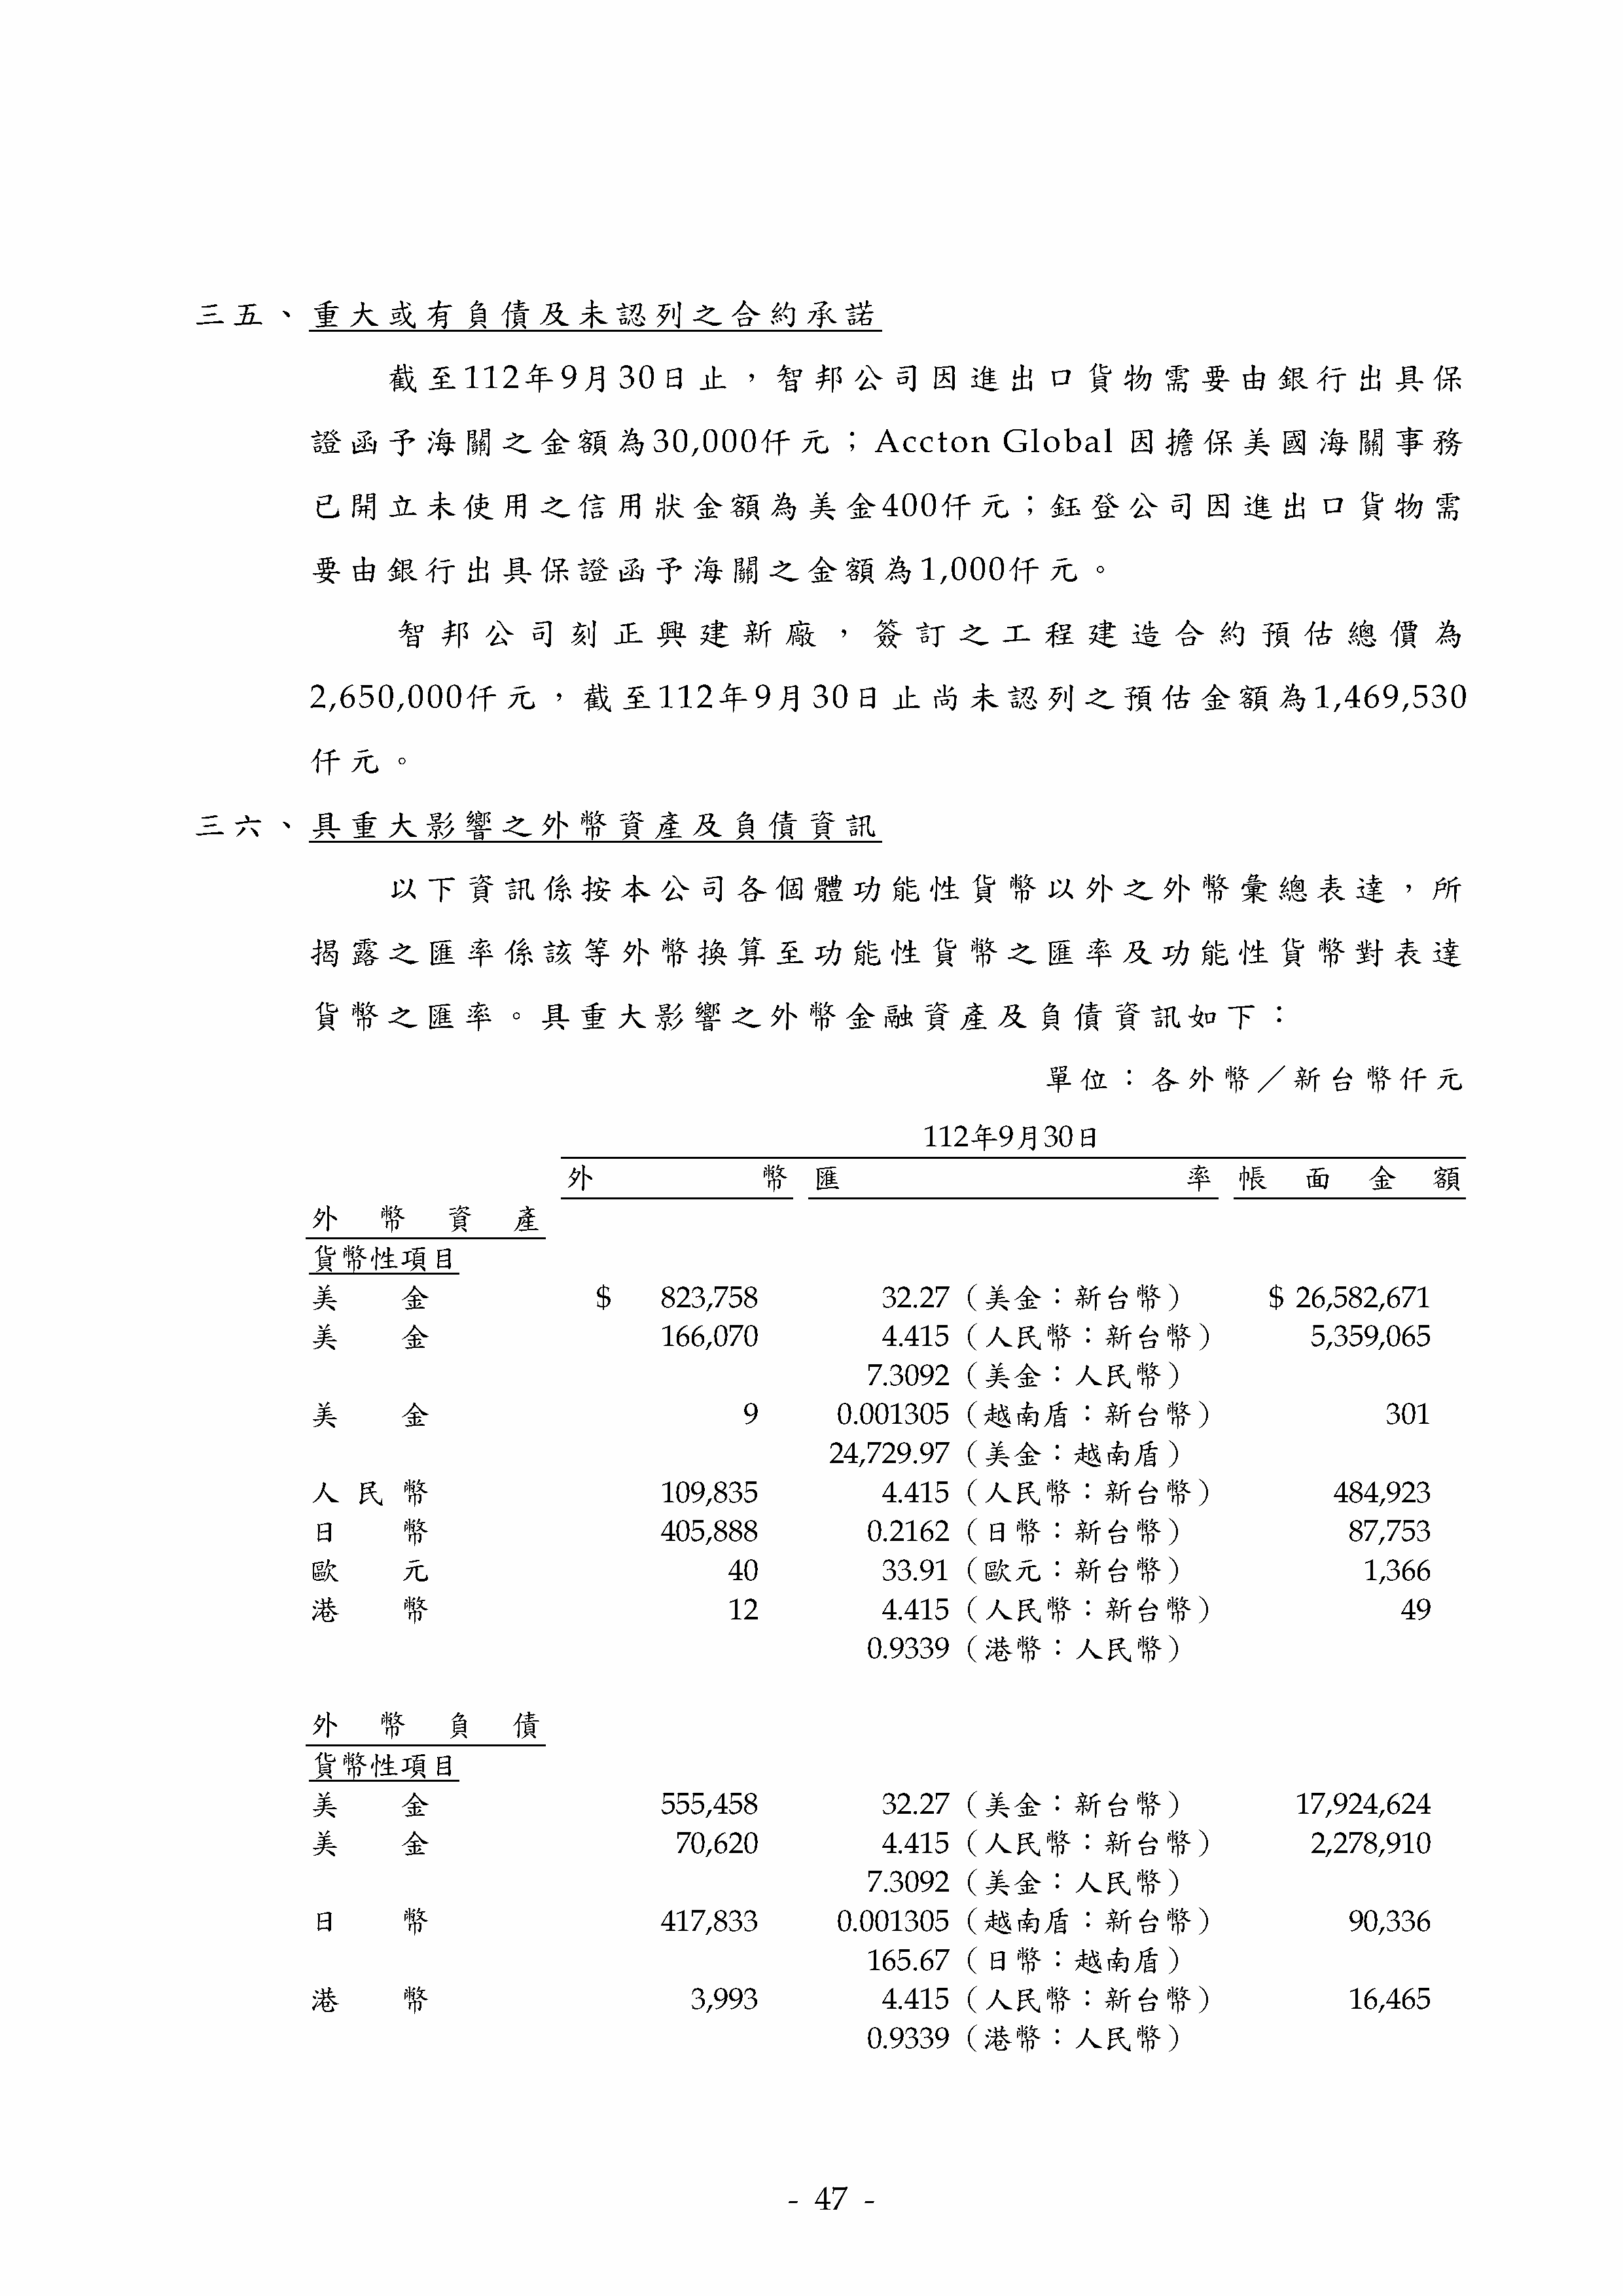 三五、重大或有負債及未認列之合約承諾
截至112年9月30日止，智邦公司因進出口貨物需要由銀行出具保
證函予海關之金額為30,000仟元；Accton Global 因擔保美國海關事務
已開立未使用之信用狀金額為美金400仟元；鈺登公司因進出口貨物需
要由銀行出具保證函予海關之金額為1,000仟元。
智邦公司刻正興建新廠，簽訂之工程建造合約預估總價為
2,650,000仟元，截至112年9月30日止尚未認列之預估金額為1,469,530
仟元。
三六、具重大影響之外幣資產及負債資訊
以下資訊係按本公司各個體功能性貨幣以外之外幣彙總表達，所
揭露之匯率係該等外幣換算至功能性貨幣之匯率及功能性貨幣對表達
貨幣之匯率。具重大影響之外幣金融資產及負債資訊如下：
單位：各外幣／新台幣仟元
112年9月30日
外幣 匯率 帳面金額
外幣資產
貨幣性項目
美金 $ 823,758 32.27（美金：新台幣） $ 26,582,671
美金 166,070 4.415（人民幣：新台幣） 5,359,065
7.3092（美金：人民幣）
美金 9 0.001305（越南盾：新台幣） 301
24,729.97（美金：越南盾）
人民幣 109,835 4.415（人民幣：新台幣） 484,923
日幣 405,888 0.2162（日幣：新台幣） 87,753
歐元 40 33.91（歐元：新台幣） 1,366
港幣 12 4.415（人民幣：新台幣） 49
0.9339（港幣：人民幣）
外幣負債
貨幣性項目
美金 555,458 32.27（美金：新台幣） 17,924,624
美金 70,620 4.415（人民幣：新台幣） 2,278,910
7.3092（美金：人民幣）
日幣 417,833 0.001305（越南盾：新台幣） 90,336
165.67（日幣：越南盾）
港幣 3,993 4.415（人民幣：新台幣） 16,465
0.9339（港幣：人民幣）
- 47 -